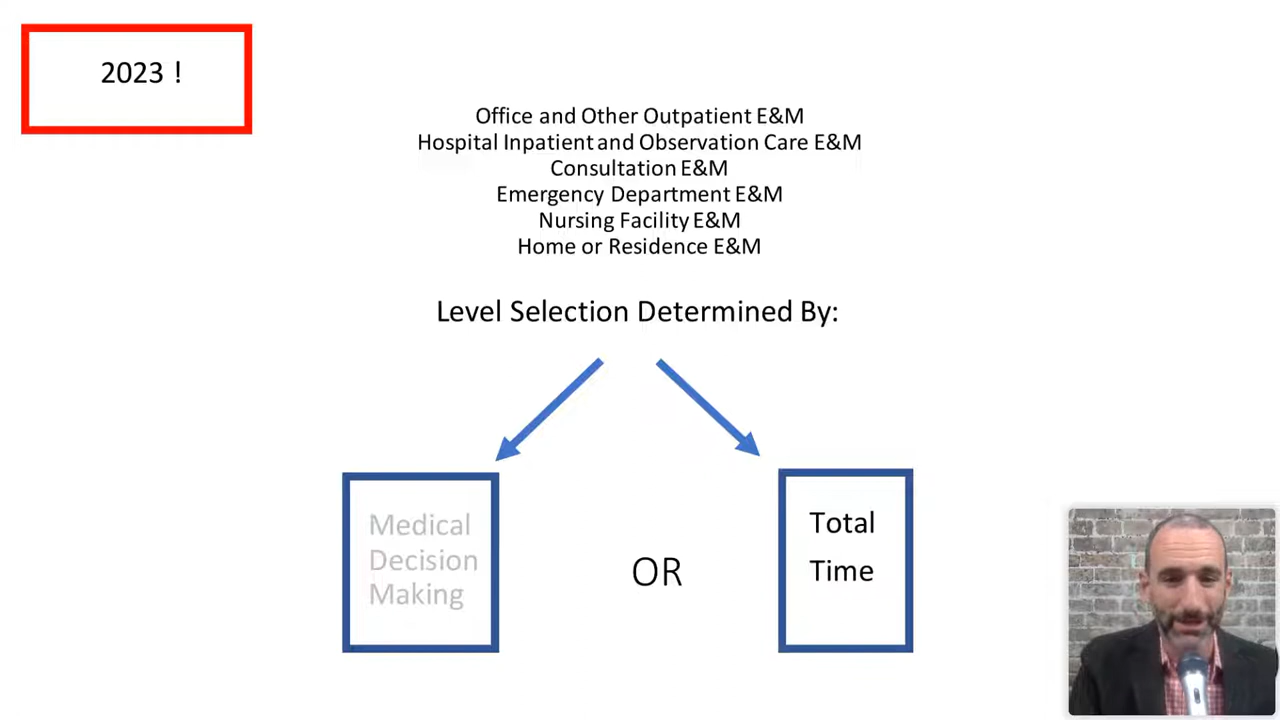 2023 !
Office and Other Outpatient E&M
Hospital Inpatient and Observation Care E&M
Consultation E&M
Emergency Department E&M
Nursing Facility E&M
Home or Residence E&M
Level Selection Determined By:
Medical
Decision
Making
OR
Total
Time